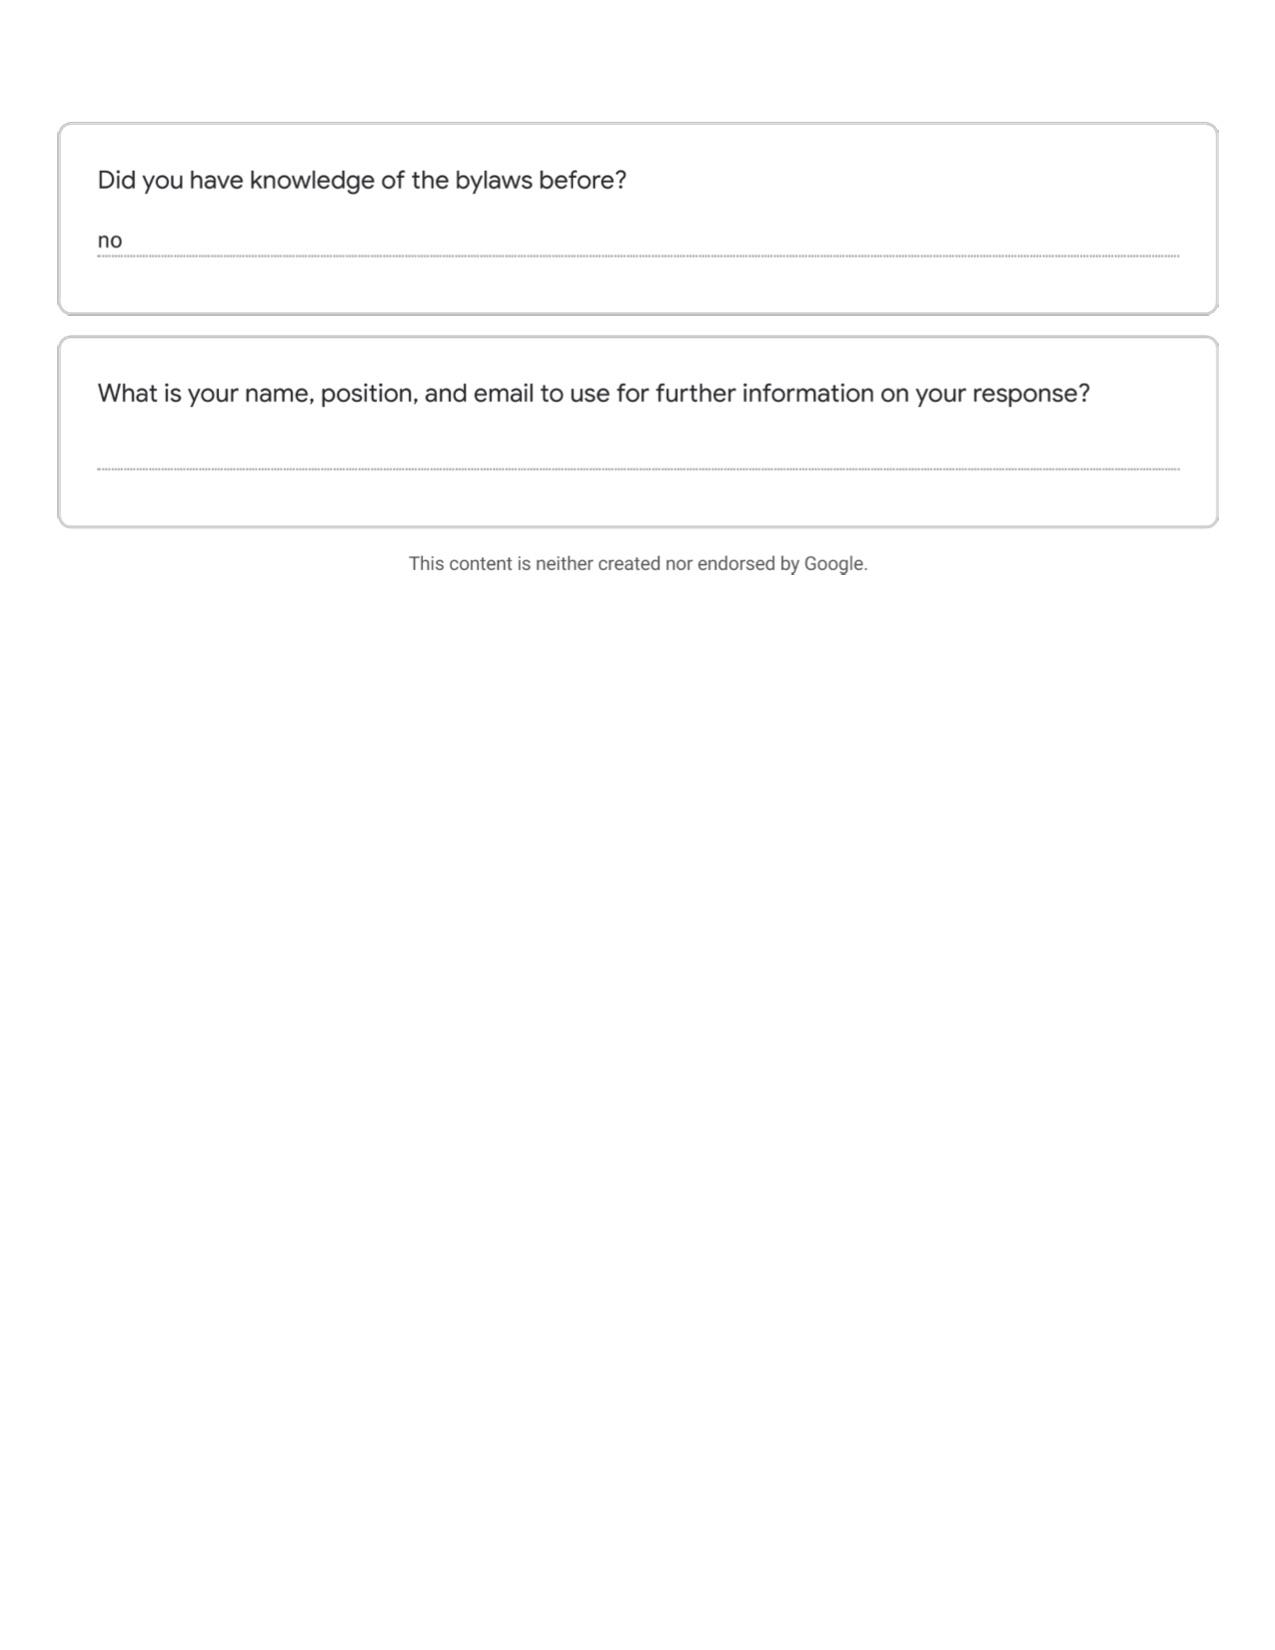 Did you have knowledge of the bylaws before?
no
What is your name, position, and email to use for further information on your response?
This content is neither created nor endorsed by Google.